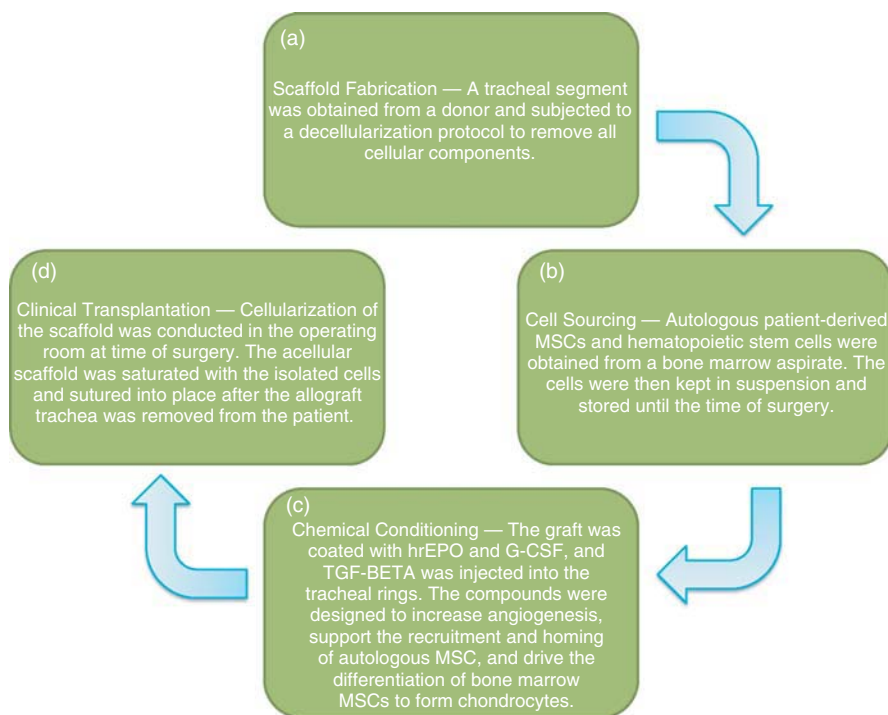 (a)
Scaffold Fabrication — A tracheal segment
was obtained from a donor and subjected to
a decellularization protocol to remove all
cellular components.
(b)
Cell Sourcing — Autologous patient-derived
MSCs and hematopoietic stem cells were
obtained from a bone marrow aspirate. The
cells were then kept in suspension and
stored until the time of surgery.
(c)
Chemical Conditioning — The graft was
coated with hrEPO and G-CSF, and
TGF-BETA was injected into the
tracheal rings. The compounds were
designed to increase angiogenesis,
support the recruitment and homing
of autologous MSC, and drive the
differentiation of bone marrow
MSCs to form chondrocytes.
(d)
Clinical Transplantation — Cellularization of
the scaffold was conducted in the operating
room at time of surgery. The acellular
scaffold was saturated with the isolated cells
and sutured into place after the allograft
trachea was removed from the patient.